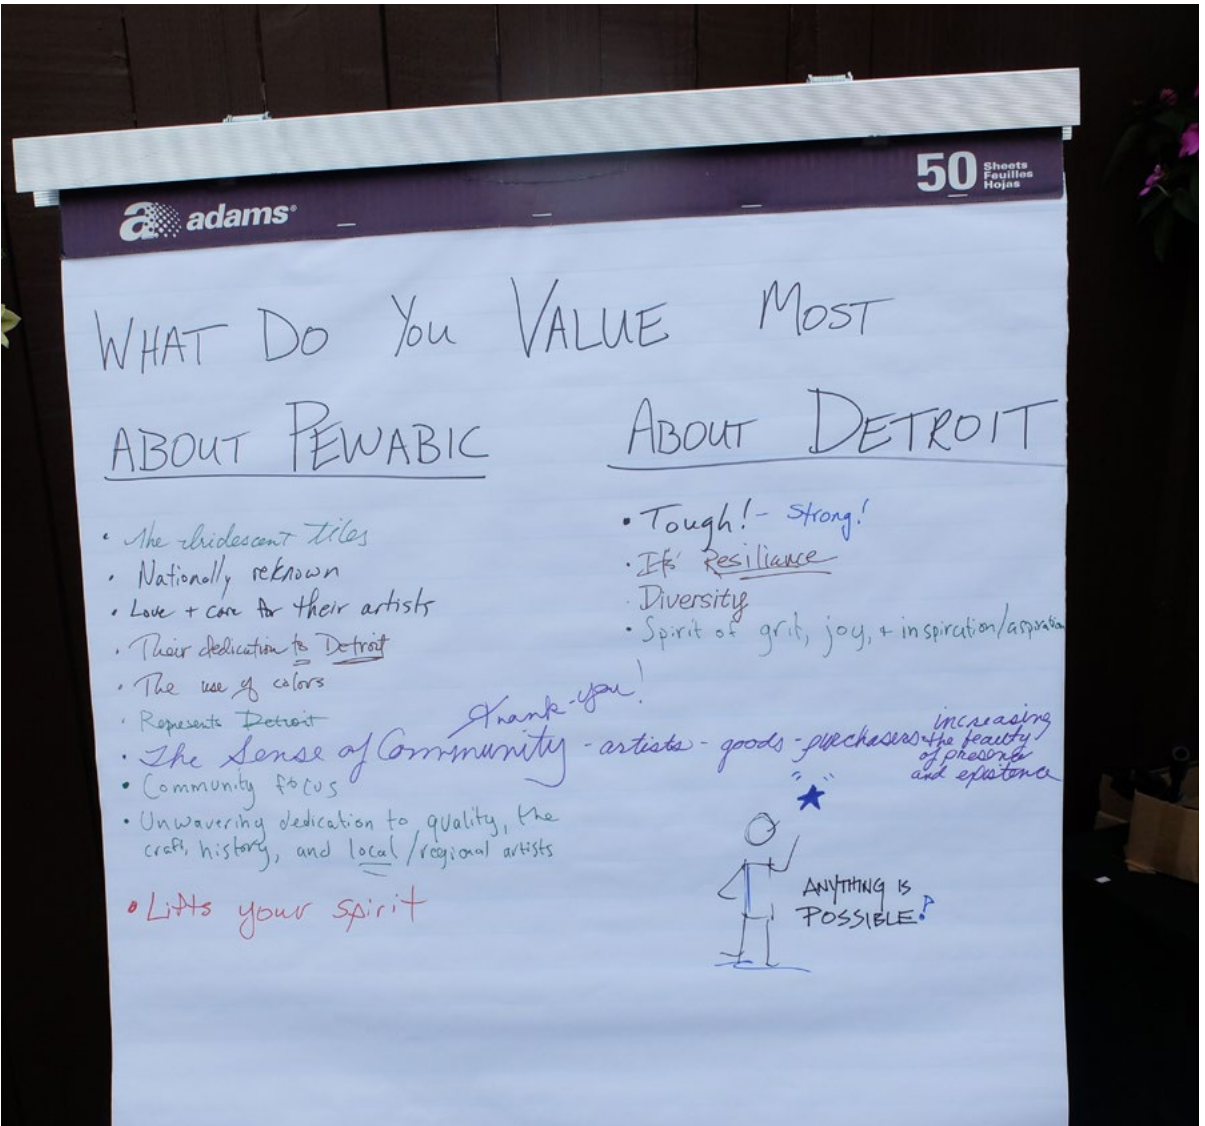 adams®
50 Sheets
Feuilles
Hojas
WHAT DO YOU VALUE MOST
ABOUT PEWABIC
• The iridescent tiles
• Nationally reknown
• Love + care for their artists
• Their dedication to Detroit
• The use of colors
• Represents Detroit
Thank-you!
• The Sense of Community - artists - goods - purchasers - increasing
the beauty
of presence
and existence
• Community focus
• Unwavering dedication to quality, the
craft, history, and local/regional artists
• Lifts your spirit
ABOUT DETROIT
• Tough! - Strong!
• It's Resiliance
• Diversity
• Spirit of grit, joy, + inspiration/aspiration
ANYTHING IS
POSSIBLE!